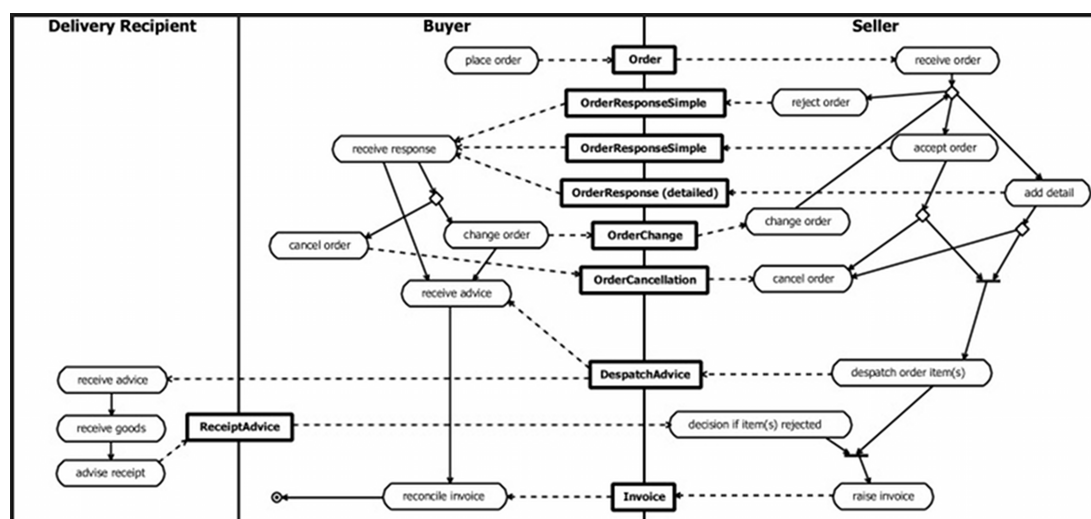 Delivery Recipient
Buyer
Seller
place order
Order
receive order
OrderResponseSimple
reject order
receive response
OrderResponseSimple
accept order
OrderResponse (detailed)
add detail
change order
OrderChange
change order
cancel order
OrderCancellation
cancel order
receive advice
receive advice
DespatchAdvice
despatch order item(s)
receive goods
ReceiptAdvice
decision if item(s) rejected
advise receipt
reconcile invoice
Invoice
raise invoice